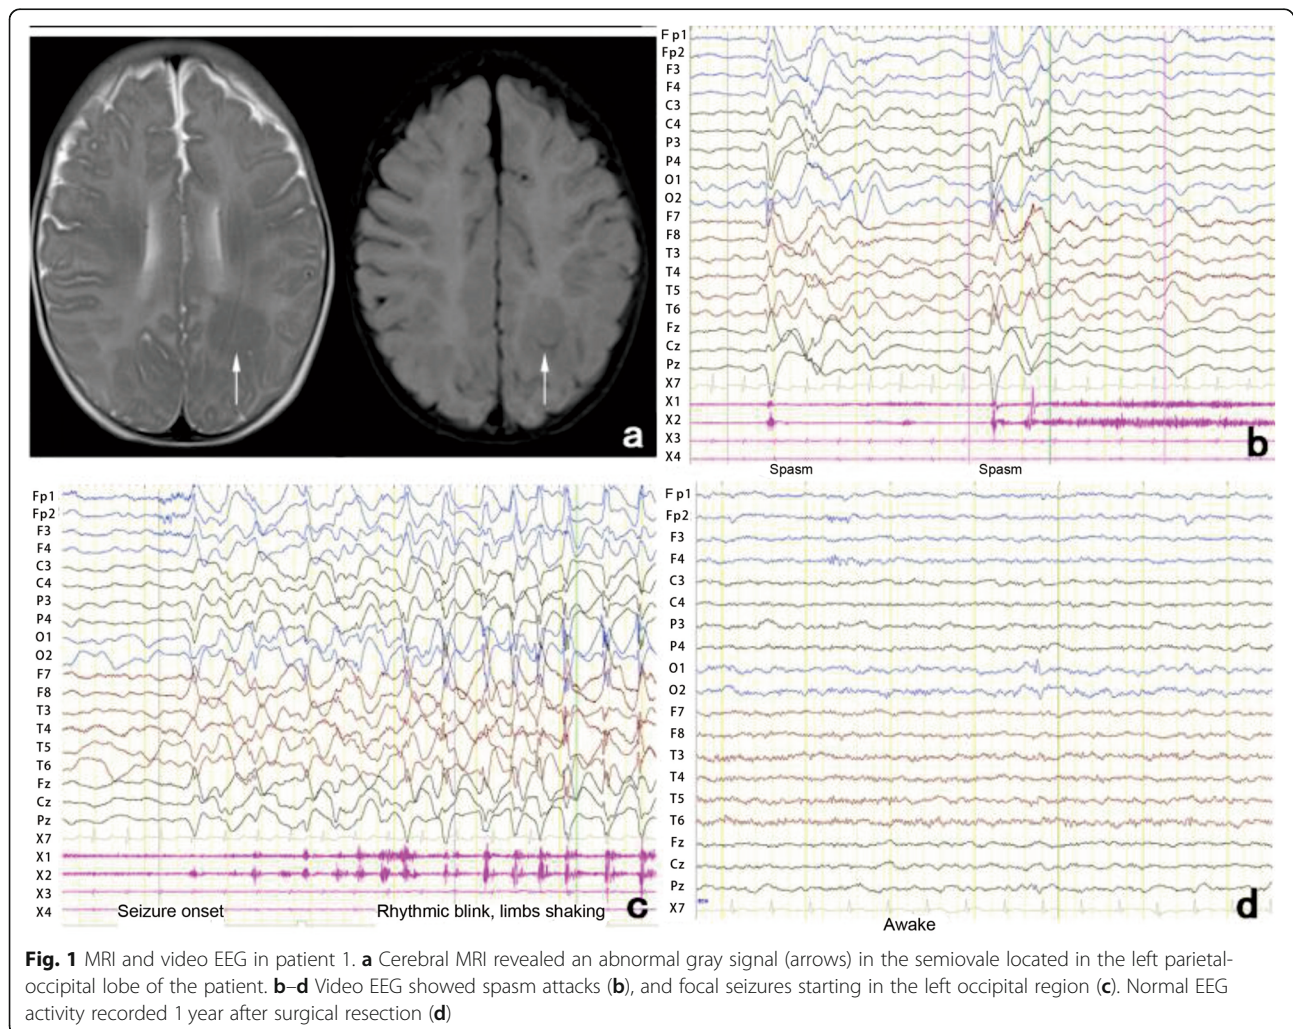 a
Fp1
Fp2
F3
F4
C3
C4
P3
P4
O1
O2
F7
F8
T3
T4
T5
T6
Fz
Cz
Pz
X7
X1
X2
X3
X4
b
Spasm Spasm
Fp1
Fp2
F3
F4
C3
C4
P3
P4
O1
O2
F7
F8
T3
T4
T5
T6
Fz
Cz
Pz
X7
X1
X2
X3
X4
Seizure onset Rhythmic blink, limbs shaking c
Fp1
Fp2
F3
F4
C3
C4
P3
P4
O1
O2
F7
F8
T3
T4
T5
T6
Fz
Cz
Pz
X7
d
Awake
Fig. 1 MRI and video EEG in patient 1. a Cerebral MRI revealed an abnormal gray signal (arrows) in the semiovale located in the left parietal-
occipital lobe of the patient. b–d Video EEG showed spasm attacks (b), and focal seizures starting in the left occipital region (c). Normal EEG
activity recorded 1 year after surgical resection (d)